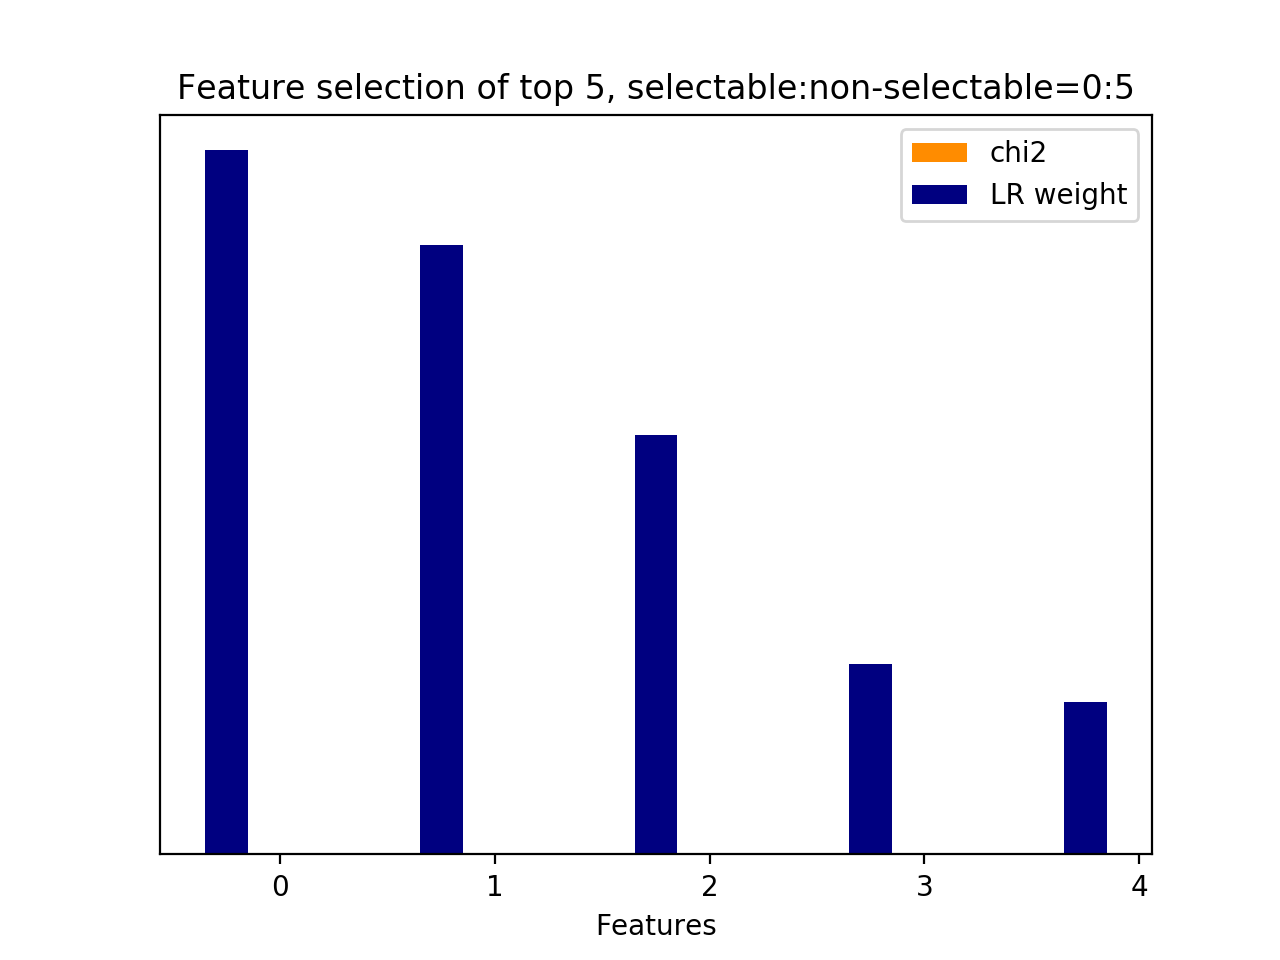 Feature selection of top 5, selectable:non-selectable=0:5
chi2
LR weight
0 1 2 3 4
Features